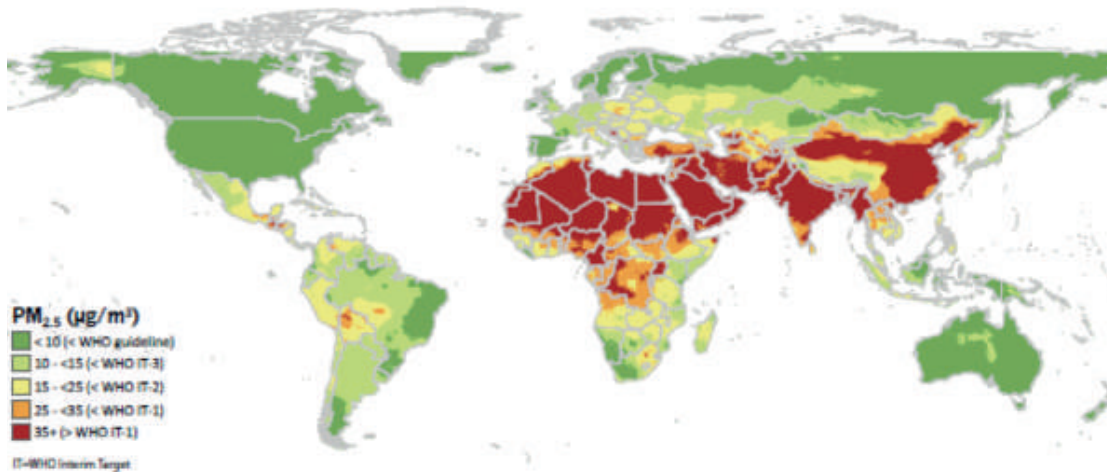 PM2.5 (µg/m³)
< 10 (< WHO guideline)
10 - <15 (< WHO IT-3)
15 - <25 (< WHO IT-2)
25 - <35 (< WHO IT-1)
35+ (> WHO IT-1)
IT=WHO Interim Target